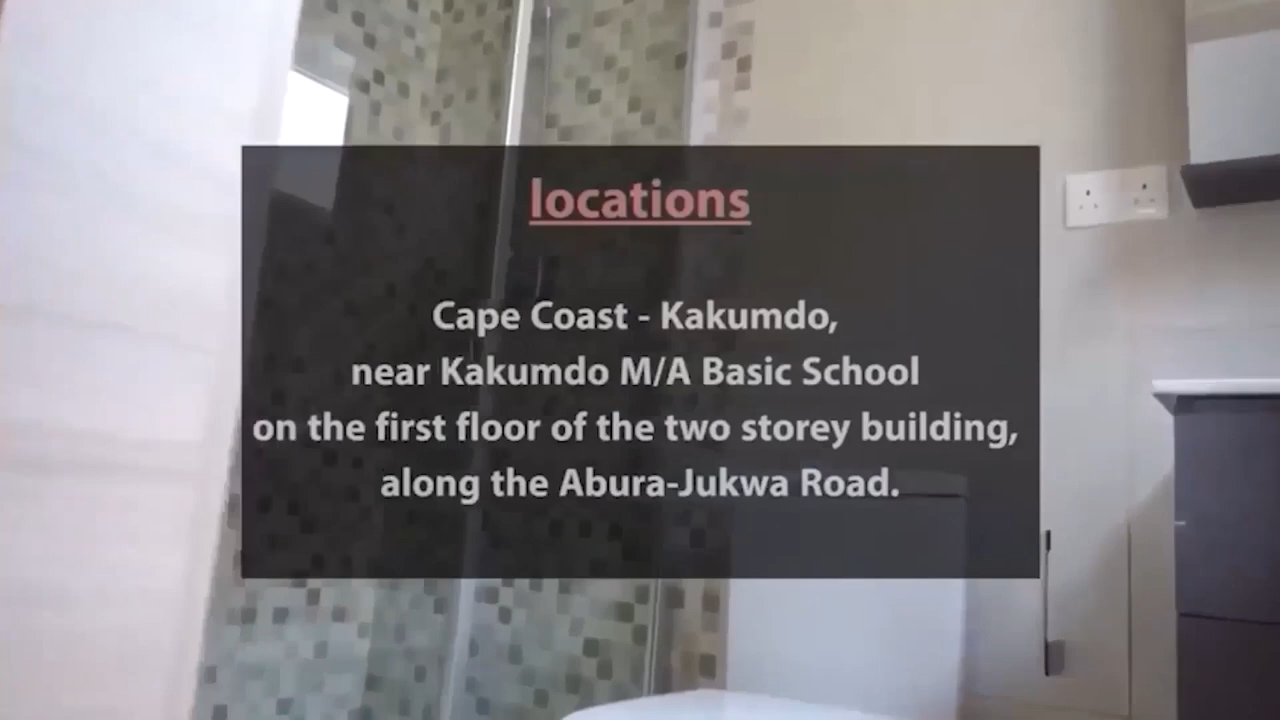 locations
Cape Coast - Kakumdo,
near Kakumdo M/A Basic School
on the first floor of the two storey building,
along the Abura-Jukwa Road.